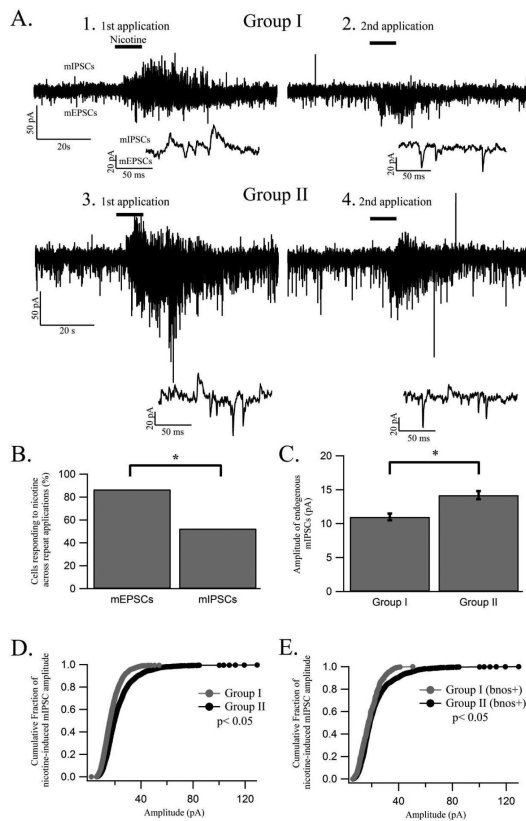 A.
Group I
1. 1st application
Nicotine
2. 2nd application
mIPSCs
mEPSCs
50 pA
20s
mIPSCs
mEPSCs
20 pA
50 ms
20 pA
50 ms
Group II
3. 1st application
4. 2nd application
50 pA
20 s
20 pA
50 ms
20 pA
50 ms
B.
*
Cells responding to nicotine
across repeat applications (%)
100
80
60
40
20
0
mEPSCs
mIPSCs
C.
*
Amplitude of endogenous
mIPSCs (pA)
20
15
10
5
0
Group I
Group II
D.
Cumulative Fraction of
nicotine-induced mIPSC amplitude
1.0
0.8
0.6
0.4
0.2
0.0
Group I
Group II
p< 0.05
40 80 120
Amplitude (pA)
E.
Cumulative Fraction of
nicotine-induced mIPSC amplitude
1.0
0.8
0.6
0.4
0.2
0.0
Group I (bnos+)
Group II (bnos+)
p< 0.05
40 80 120
Amplitude (pA)